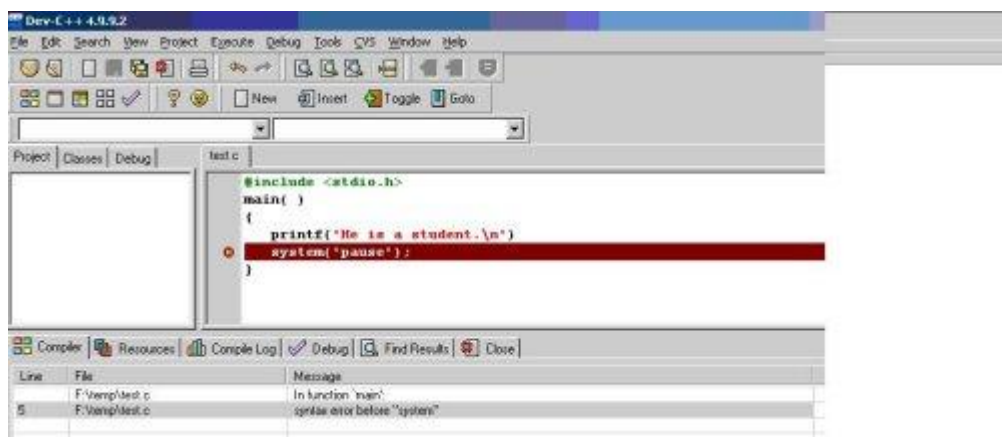 Dev-C++ 4.9.9.2
File Edit Search View Project Execute Debug Tools CVS Window Help
New Insert Toggle Goto
Project Classes Debug test.c
#include <stdio.h>
main( )
{
printf("He is a student.\n")
system("pause");
}
Compiler Resources Compile Log Debug Find Results Close
Line File Message
F:\temp\test.c In function 'main':
5 F:\temp\test.c syntax error before "system"